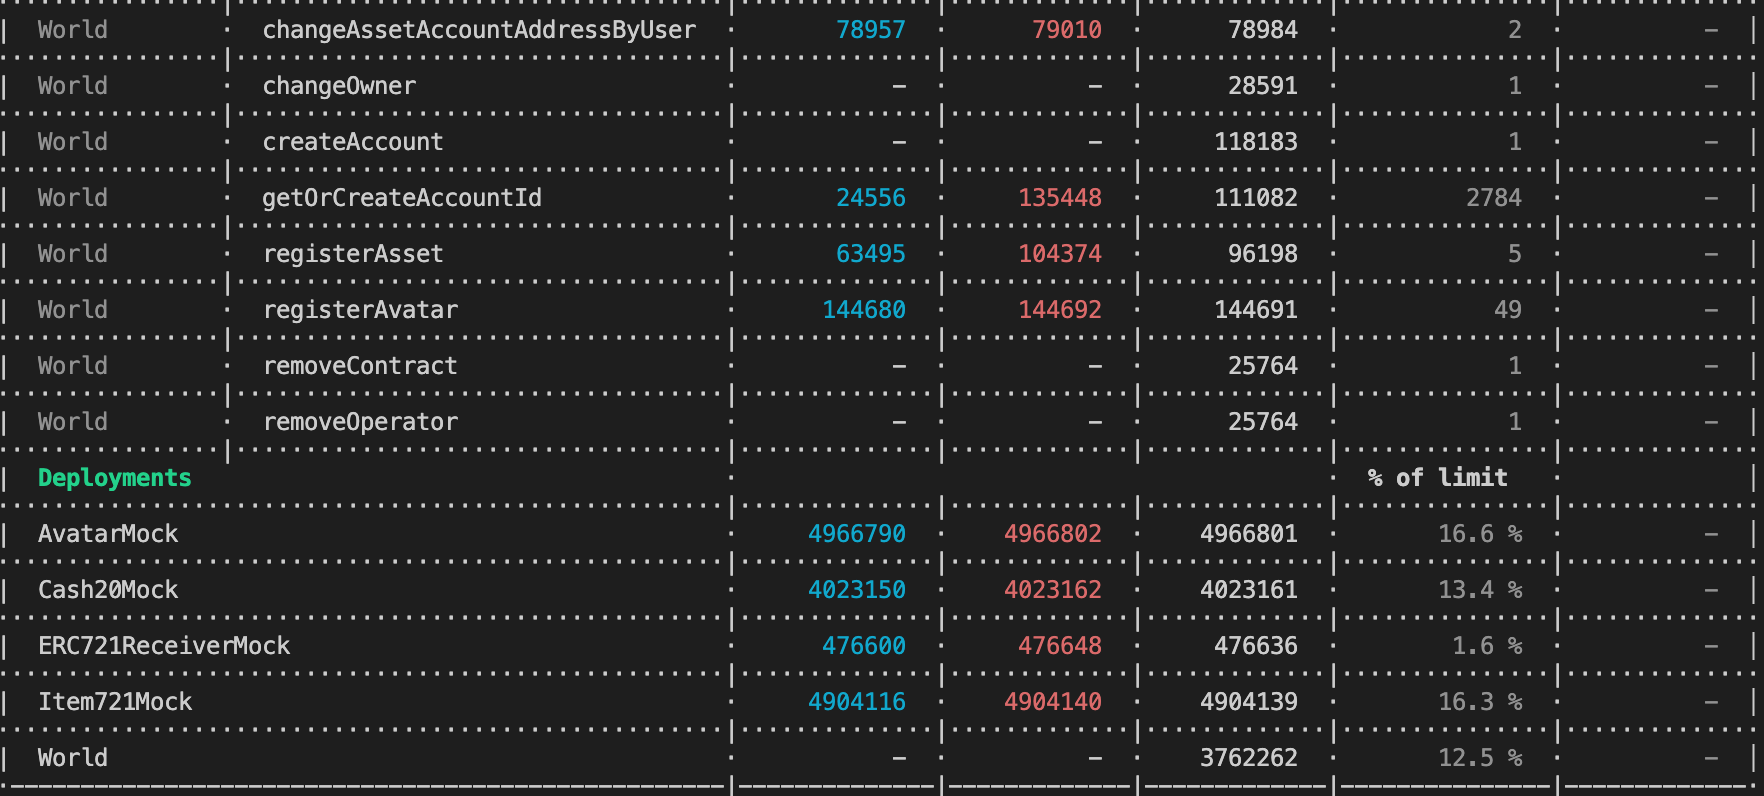 | World · changeAssetAccountAddressByUser · 78957 · 79010 · 78984 · 2 · – |
| World · changeOwner · – · – · 28591 · 1 · – |
| World · createAccount · – · – · 118183 · 1 · – |
| World · getOrCreateAccountId · 24556 · 135448 · 111082 · 2784 · – |
| World · registerAsset · 63495 · 104374 · 96198 · 5 · – |
| World · registerAvatar · 144680 · 144692 · 144691 · 49 · – |
| World · removeContract · – · – · 25764 · 1 · – |
| World · removeOperator · – · – · 25764 · 1 · – |
| Deployments · · % of limit · |
| AvatarMock · 4966790 · 4966802 · 4966801 · 16.6 % · – |
| Cash20Mock · 4023150 · 4023162 · 4023161 · 13.4 % · – |
| ERC721ReceiverMock · 476600 · 476648 · 476636 · 1.6 % · – |
| Item721Mock · 4904116 · 4904140 · 4904139 · 16.3 % · – |
| World · – · – · 3762262 · 12.5 % · – |